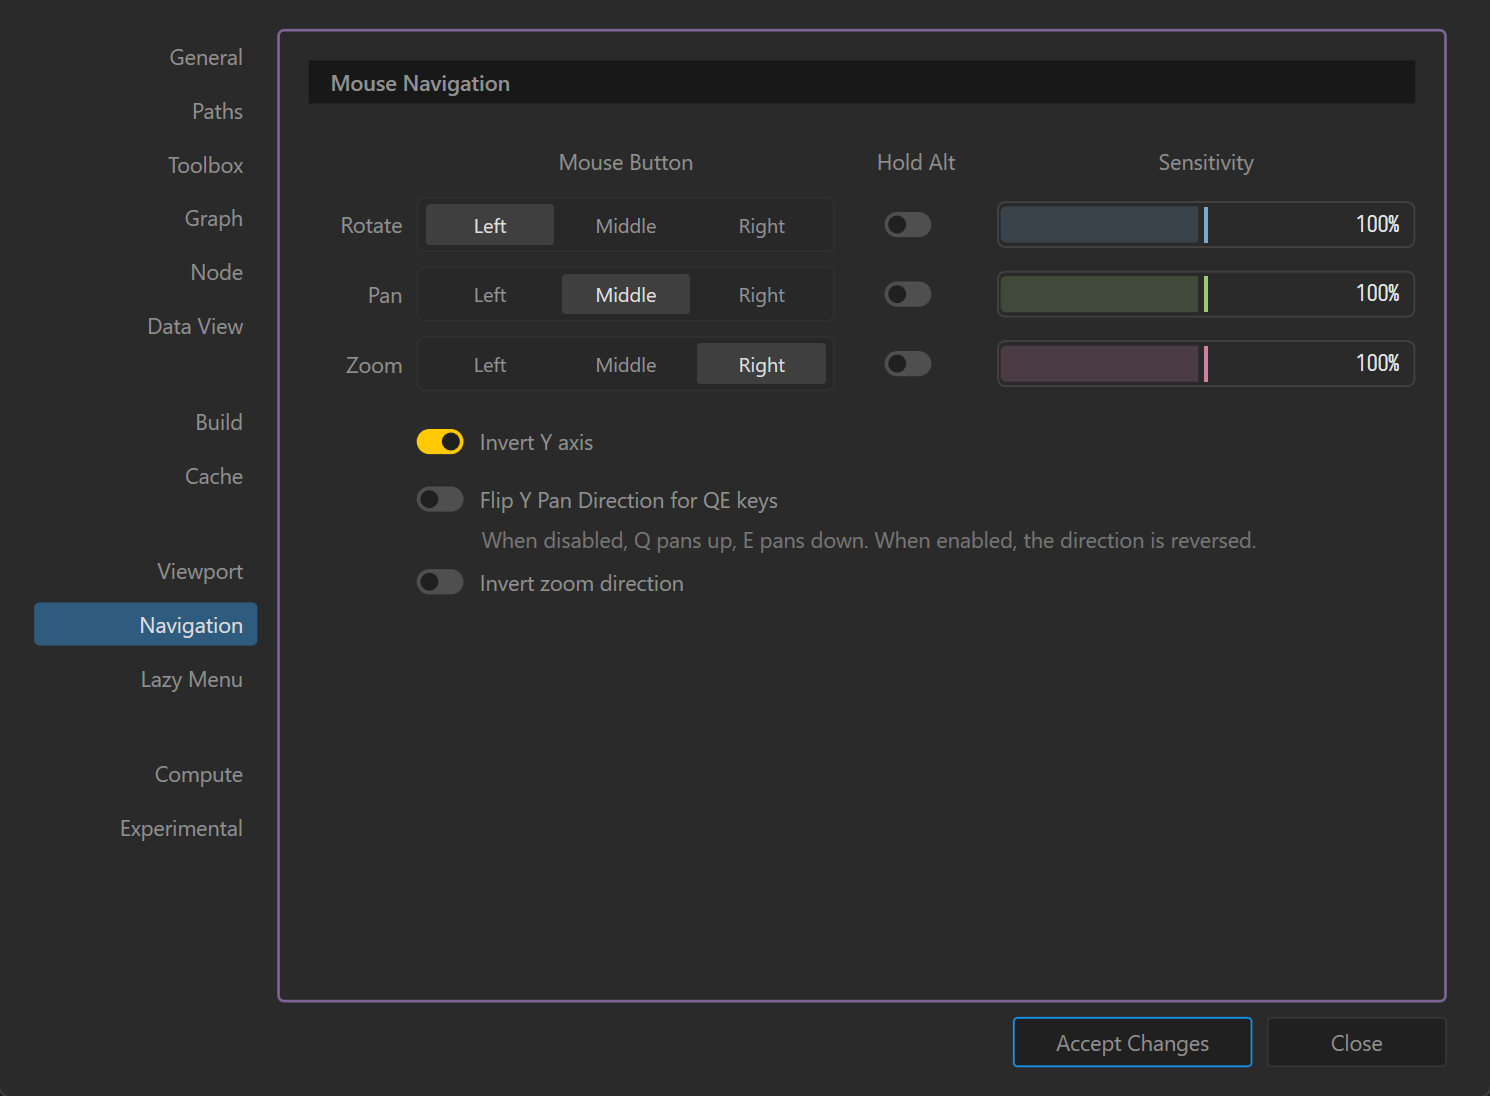 General
Paths
Toolbox
Graph
Node
Data View
Build
Cache
Viewport
Navigation
Lazy Menu
Compute
Experimental
Mouse Navigation
Mouse Button Hold Alt Sensitivity
Rotate Left Middle Right 100%
Pan Left Middle Right 100%
Zoom Left Middle Right 100%
Invert Y axis
Flip Y Pan Direction for QE keys
When disabled, Q pans up, E pans down. When enabled, the direction is reversed.
Invert zoom direction
Accept Changes Close